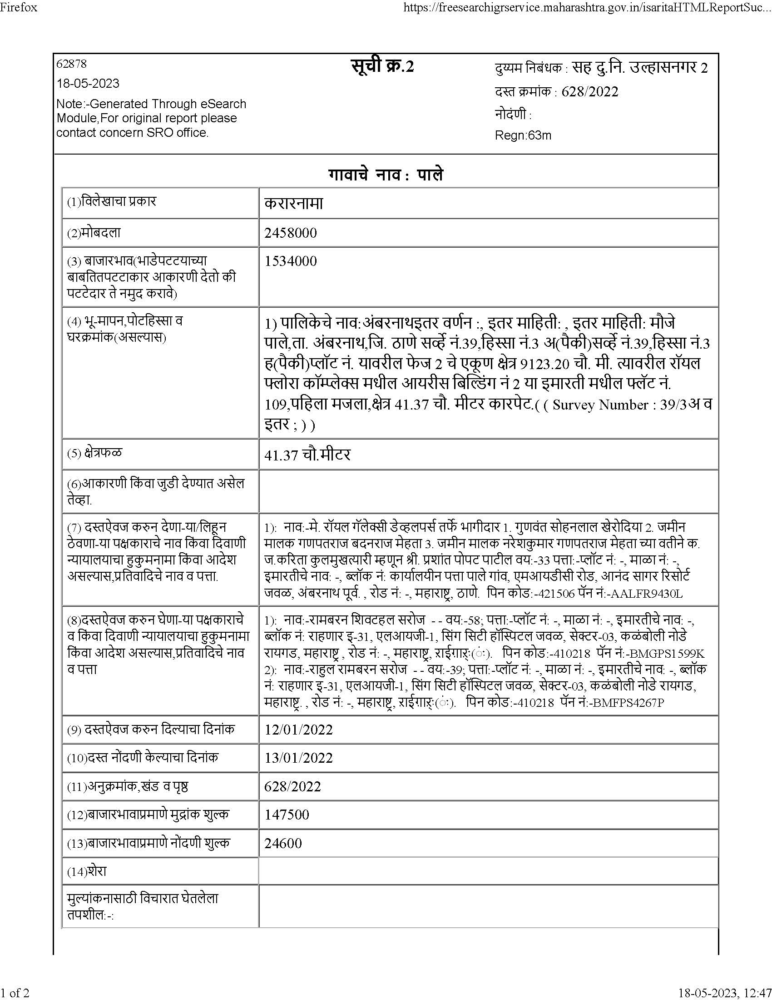 Firefox https://freesearchigrservice.maharashtra.gov.in/isaritaHTMLReportSuc...
62878
18-05-2023
Note:-Generated Through eSearch
Module,For original report please
contact concern SRO office.
सूची क्र.2
दुय्यम निबंधक : सह दु.नि. उल्हासनगर 2
दस्त क्रमांक : 628/2022
नोदंणी :
Regn:63m
गावाचे नाव : पाले
(1)विलेखाचा प्रकार
करारनामा
(2)मोबदला
2458000
(3) बाजारभाव(भाडेपटटयाच्या
बाबतितपटटाकार आकारणी देतो की
पटटेदार ते नमुद करावे)
1534000
(4) भू-मापन,पोटहिस्सा व
घरक्रमांक(असल्यास)
1) पालिकेचे नाव:अंबरनाथइतर वर्णन :, इतर माहिती: , इतर माहिती: मौजे
पाले,ता. अंबरनाथ,जि. ठाणे सर्व्हे नं.39,हिस्सा नं.3 अ(पैकी)सर्व्हे नं.39,हिस्सा नं.3
ह(पैकी)प्लॉट नं. यावरील फेज 2 चे एकूण क्षेत्र 9123.20 चौ. मी. त्यावरील रॉयल
फ्लोरा कॉम्प्लेक्स मधील आयरीस बिल्डिंग नं 2 या इमारती मधील फ्लॅट नं.
109,पहिला मजला,क्षेत्र 41.37 चौ. मीटर कारपेट.( ( Survey Number : 39/3अ व
इतर ; ) )
(5) क्षेत्रफळ
41.37 चौ.मीटर
(6)आकारणी किंवा जुडी देण्यात असेल
तेव्हा.
(7) दस्तऐवज करुन देणा-या/लिहून
ठेवणा-या पक्षकाराचे नाव किंवा दिवाणी
न्यायालयाचा हुकुमनामा किंवा आदेश
असल्यास,प्रतिवादिचे नाव व पत्ता.
1): नाव:-मे. रॉयल गॅलेक्सी डेव्हलपर्स तर्फे भागीदार 1. गुणवंत सोहनलाल खेरोदिया 2. जमीन
मालक गणपतराज बदनराज मेहता 3. जमीन मालक नरेशकुमार गणपतराज मेहता च्या वतीने क.
ज.करिता कुलमुखत्यारी म्हणून श्री. प्रशांत पोपट पाटील वय:-33 पत्ता:-प्लॉट नं: -, माळा नं: -,
इमारतीचे नाव: -, ब्लॉक नं: कार्यालयीन पत्ता पाले गांव, एमआयडीसी रोड, आनंद सागर रिसोर्ट
जवळ, अंबरनाथ पूर्व. , रोड नं: -, महाराष्ट्र, ठाणे. पिन कोड:-421506 पॅन नं:-AALFR9430L
(8)दस्तऐवज करुन घेणा-या पक्षकाराचे
व किंवा दिवाणी न्यायालयाचा हुकुमनामा
किंवा आदेश असल्यास,प्रतिवादिचे नाव
व पत्ता
1): नाव:-रामबरन शिवटहल सरोज - - वय:-58; पत्ता:-प्लॉट नं: -, माळा नं: -, इमारतीचे नाव: -,
ब्लॉक नं: राहणार इ-31, एलआयजी-1, सिंग सिटी हॉस्पिटल जवळ, सेक्टर-03, कळंबोली नोडे
रायगड, महाराष्ट्र , रोड नं: -, महाराष्ट्र, राईगाऱ्:(ं:). पिन कोड:-410218 पॅन नं:-BMGPS1599K
2): नाव:-राहुल रामबरन सरोज - - वय:-39; पत्ता:-प्लॉट नं: -, माळा नं: -, इमारतीचे नाव: -, ब्लॉक
नं: राहणार इ-31, एलआयजी-1, सिंग सिटी हॉस्पिटल जवळ, सेक्टर-03, कळंबोली नोडे रायगड,
महाराष्ट्र. , रोड नं: -, महाराष्ट्र, राईगाऱ्:(ं:). पिन कोड:-410218 पॅन नं:-BMFPS4267P
(9) दस्तऐवज करुन दिल्याचा दिनांक
12/01/2022
(10)दस्त नोंदणी केल्याचा दिनांक
13/01/2022
(11)अनुक्रमांक,खंड व पृष्ठ
628/2022
(12)बाजारभावाप्रमाणे मुद्रांक शुल्क
147500
(13)बाजारभावाप्रमाणे नोंदणी शुल्क
24600
(14)शेरा
मुल्यांकनासाठी विचारात घेतलेला
तपशील:-:
1 of 2 18-05-2023, 12:47